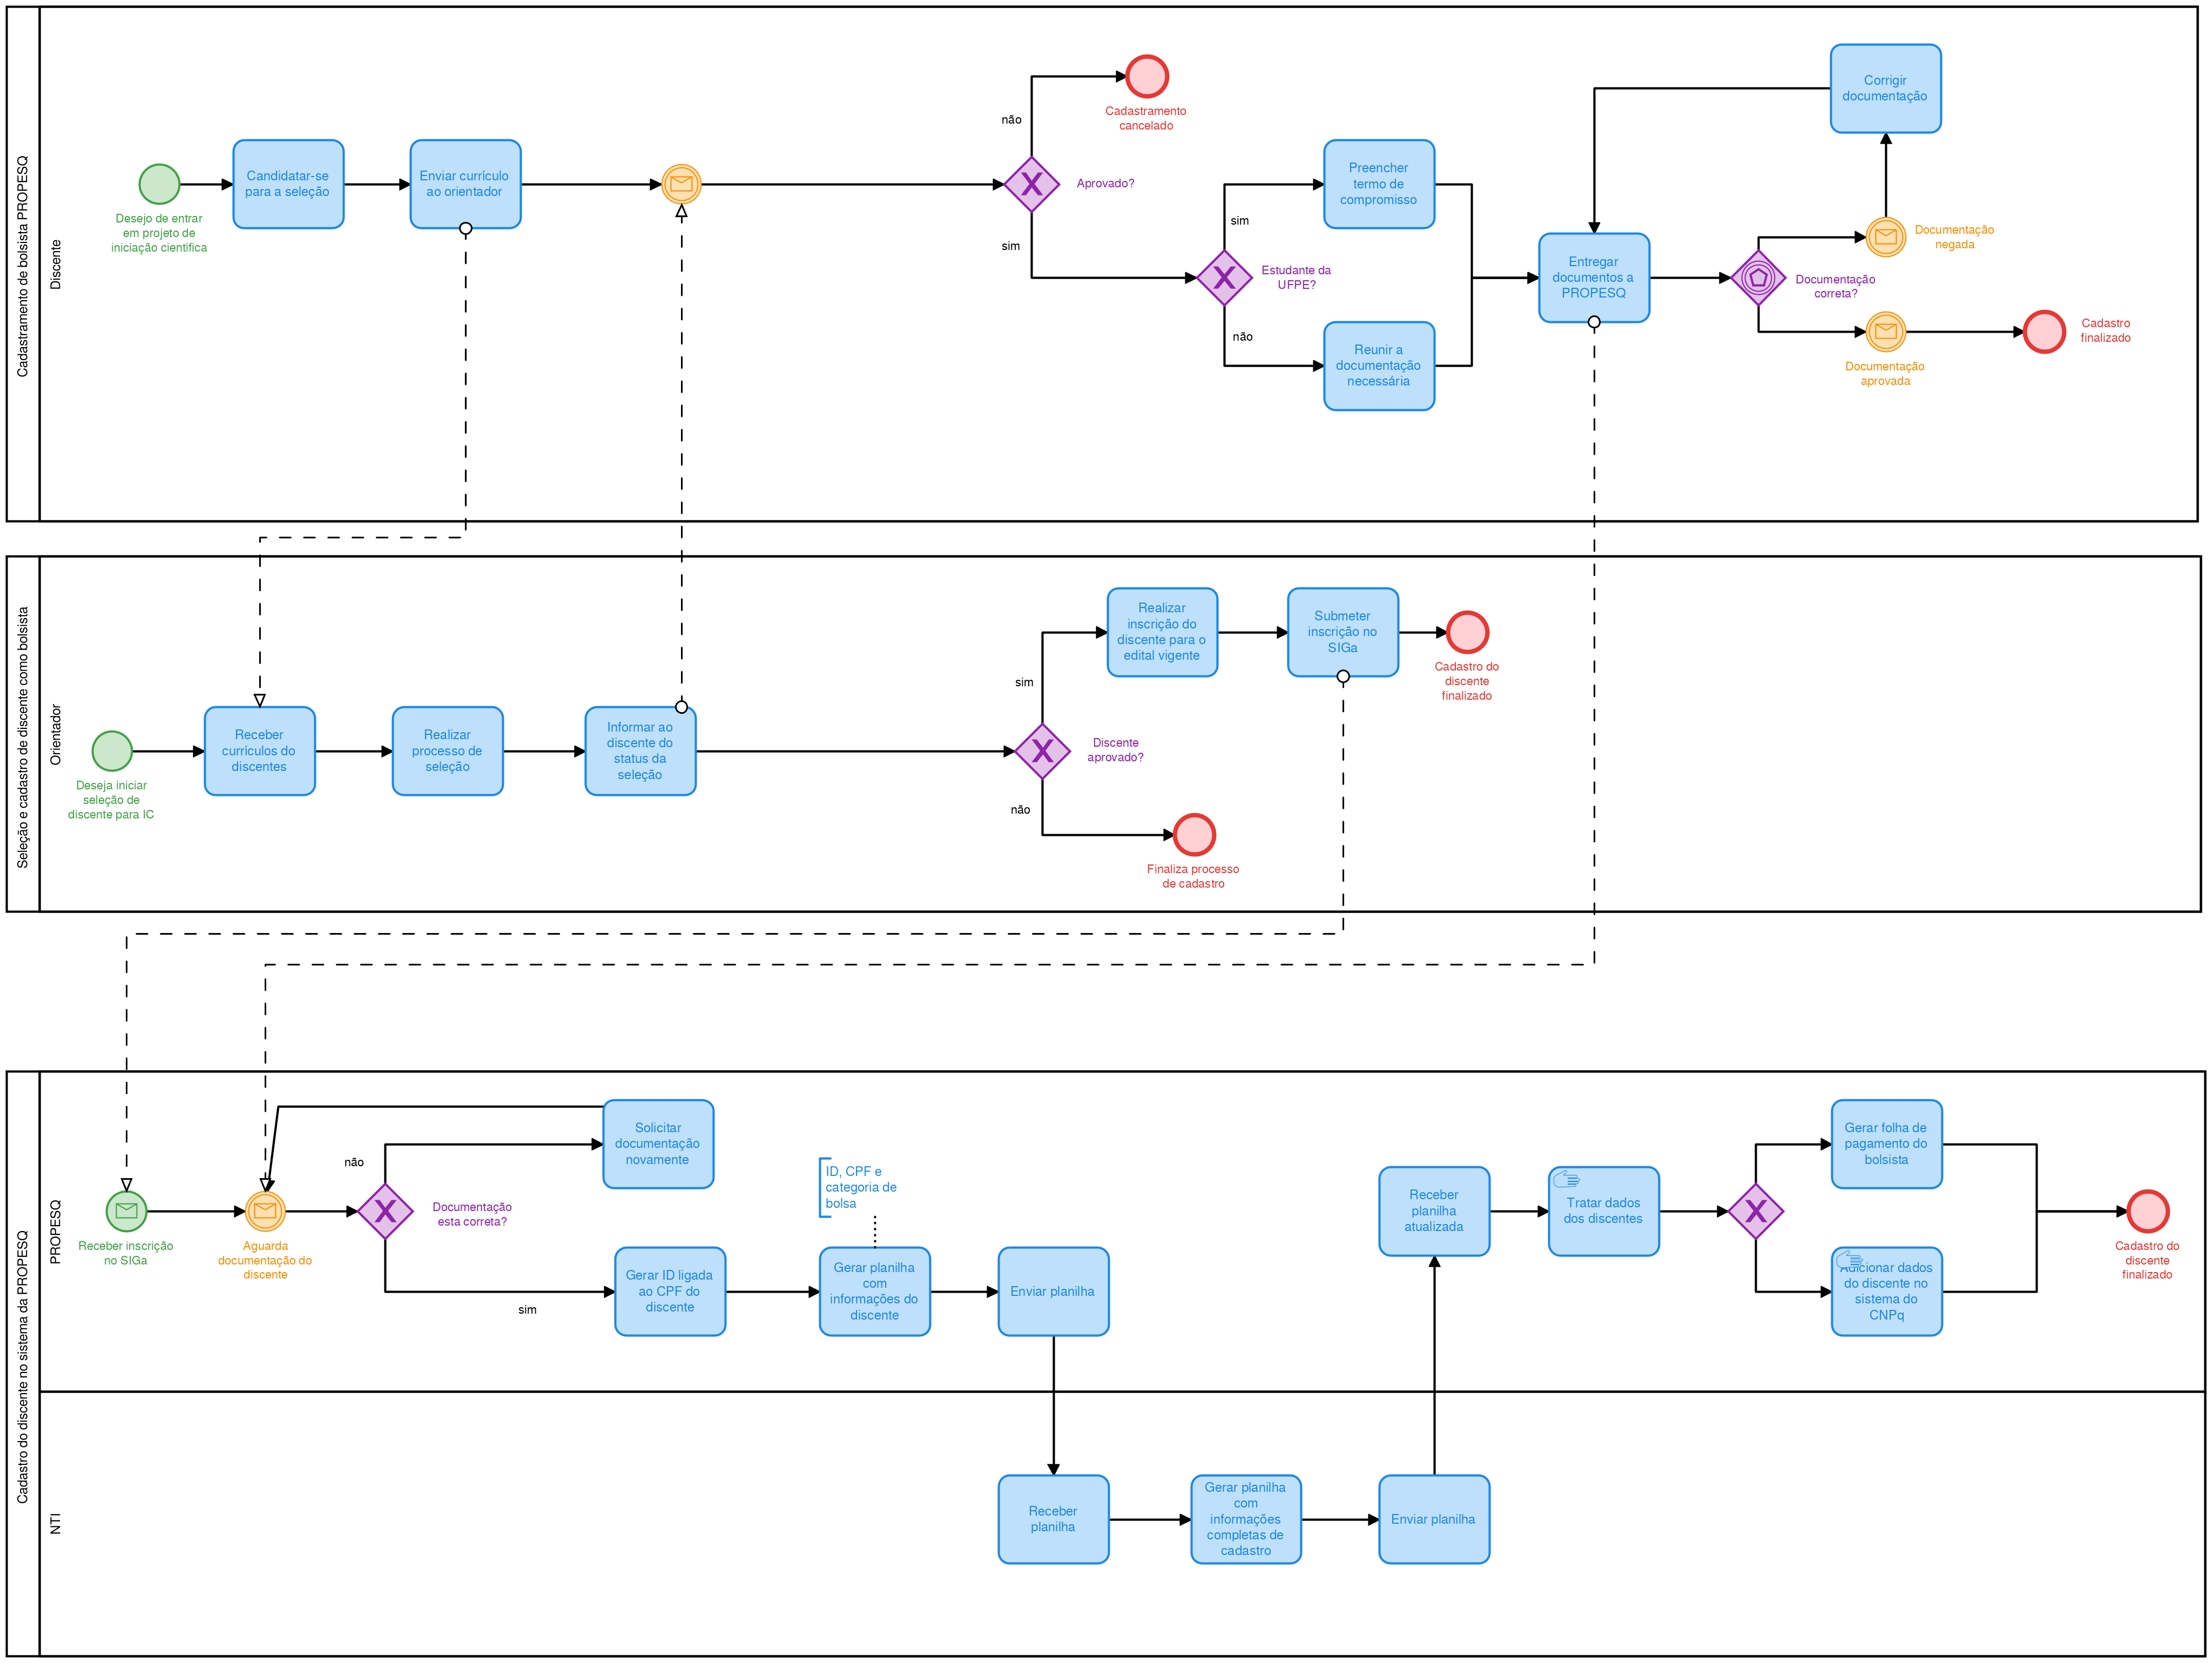 Cadastramento de bolsista PROPESQ
Discente
Desejo de entrar
em projeto de
iniciação científica
Candidatar-se
para a seleção
Enviar currículo
ao orientador
não
Cadastramento
cancelado
Aprovado?
sim
sim
Estudante da
UFPE?
não
Preencher
termo de
compromisso
Reunir a
documentação
necessária
Entregar
documentos a
PROPESQ
Documentação
correta?
Corrigir
documentação
Documentação
negada
Documentação
aprovada
Cadastro
finalizado
Seleção e cadastro de discente como bolsista
Orientador
Deseja iniciar
seleção de
discente para IC
Receber
currículos do
discentes
Realizar
processo de
seleção
Informar ao
discente do
status da
seleção
sim
Discente
aprovado?
não
Realizar
inscrição do
discente para o
edital vigente
Submeter
inscrição no
SIGa
Cadastro do
discente
finalizado
Finaliza processo
de cadastro
Cadastro do discente no sistema da PROPESQ
PROPESQ
Receber inscrição
no SIGa
Aguarda
documentação do
discente
não
Documentação
esta correta?
sim
Solicitar
documentação
novamente
Gerar ID ligada
ao CPF do
discente
ID, CPF e
categoria de
bolsa
Gerar planilha
com
informações do
discente
Enviar planilha
Receber
planilha
atualizada
Tratar dados
dos discentes
Gerar folha de
pagamento do
bolsista
Adicionar dados
do discente no
sistema do
CNPq
Cadastro do
discente
finalizado
NTI
Receber
planilha
Gerar planilha
com
informações
completas de
cadastro
Enviar planilha